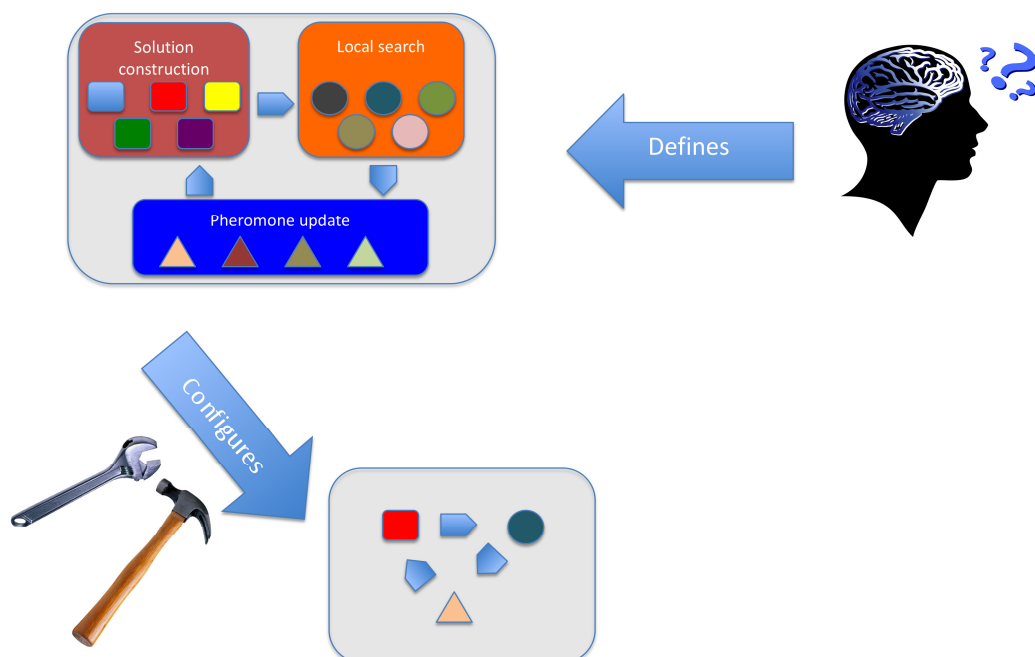 Solution
construction
Local search
Pheromone update
Defines
Configures
???